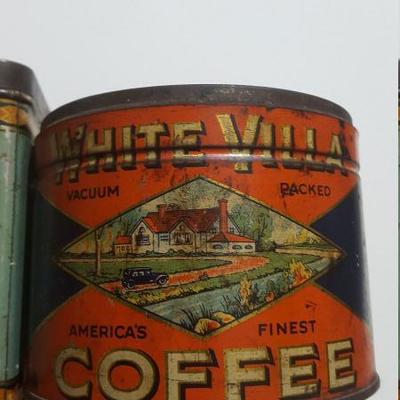 WHITE VILLA
VACUUM PACKED
AMERICA'S FINEST
COFFEE